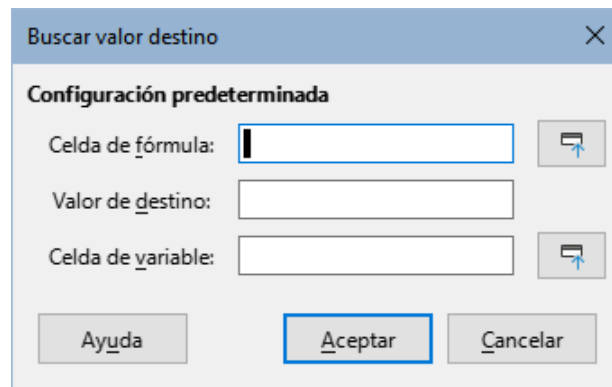 Buscar valor destino
Configuración predeterminada
Celda de fórmula:
Valor de destino:
Celda de variable:
Ayuda Aceptar Cancelar